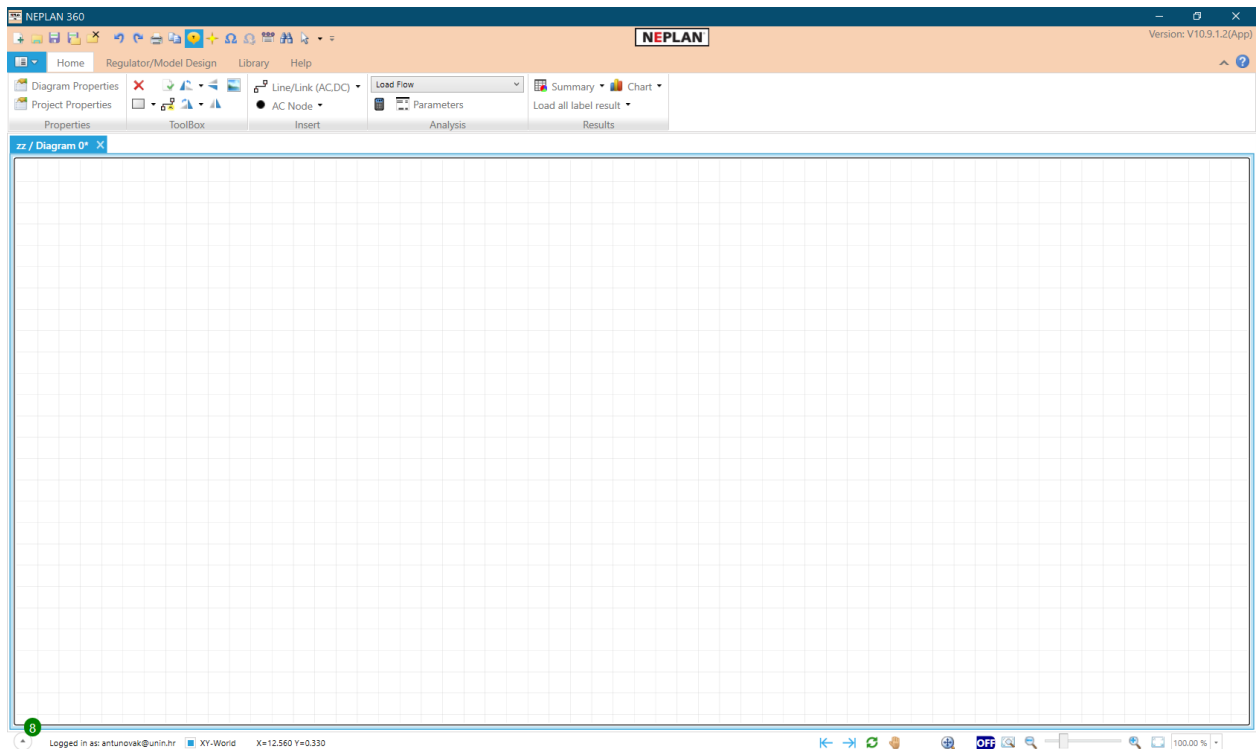 NEPLAN 360
NEPLAN
Version: V10.9.1.2(App)
Home Regulator/Model Design Library Help
Diagram Properties Line/Link (AC,DC) Load Flow Summary Chart
Project Properties AC Node Parameters Load all label result
Properties ToolBox Insert Analysis Results
zz / Diagram 0*
8
Logged in as: antunovak@unin.hr XY-World X=12.560 Y=0.330 OFF 100.00 %